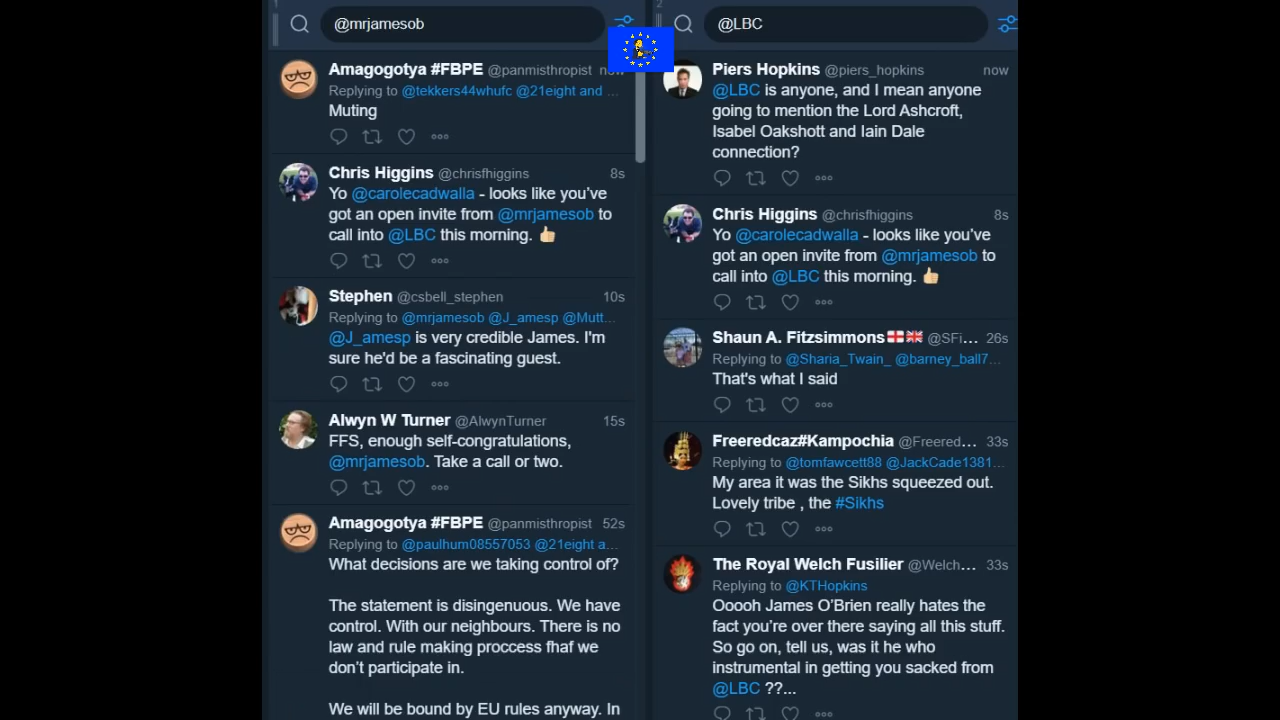 1
@mrjamesob
Amagogotya #FBPE @panmisthropist now
Replying to @tekkers44whufc @21eight and …
Muting
Chris Higgins @chrisfhiggins 8s
Yo @carolecadwalla - looks like you've
got an open invite from @mrjamesob to
call into @LBC this morning. 👍🏼
Stephen @csbell_stephen 10s
Replying to @mrjamesob @J_amesp @Mutt…
@J_amesp is very credible James. I'm
sure he'd be a fascinating guest.
Alwyn W Turner @AlwynTurner 15s
FFS, enough self-congratulations,
@mrjamesob. Take a call or two.
Amagogotya #FBPE @panmisthropist 52s
Replying to @paulhum08557053 @21eight a…
What decisions are we taking control of?
The statement is disingenuous. We have
control. With our neighbours. There is no
law and rule making proccess fhaf we
don't participate in.
We will be bound by EU rules anyway. In
2
@LBC
Piers Hopkins @piers_hopkins now
@LBC is anyone, and I mean anyone
going to mention the Lord Ashcroft,
Isabel Oakshott and Iain Dale
connection?
Chris Higgins @chrisfhiggins 8s
Yo @carolecadwalla - looks like you've
got an open invite from @mrjamesob to
call into @LBC this morning. 👍🏼
Shaun A. Fitzsimmons🏴󠁧󠁢󠁥󠁮󠁧󠁿🇬🇧 @SFi… 26s
Replying to @Sharia_Twain_ @barney_ball7…
That's what I said
Freeredcaz#Kampochia @Freered… 33s
Replying to @tomfawcett88 @JackCade1381…
My area it was the Sikhs squeezed out.
Lovely tribe , the #Sikhs
The Royal Welch Fusilier @Welch… 33s
Replying to @KTHopkins
Ooooh James O'Brien really hates the
fact you're over there saying all this stuff.
So go on, tell us, was it he who
instrumental in getting you sacked from
@LBC ??...